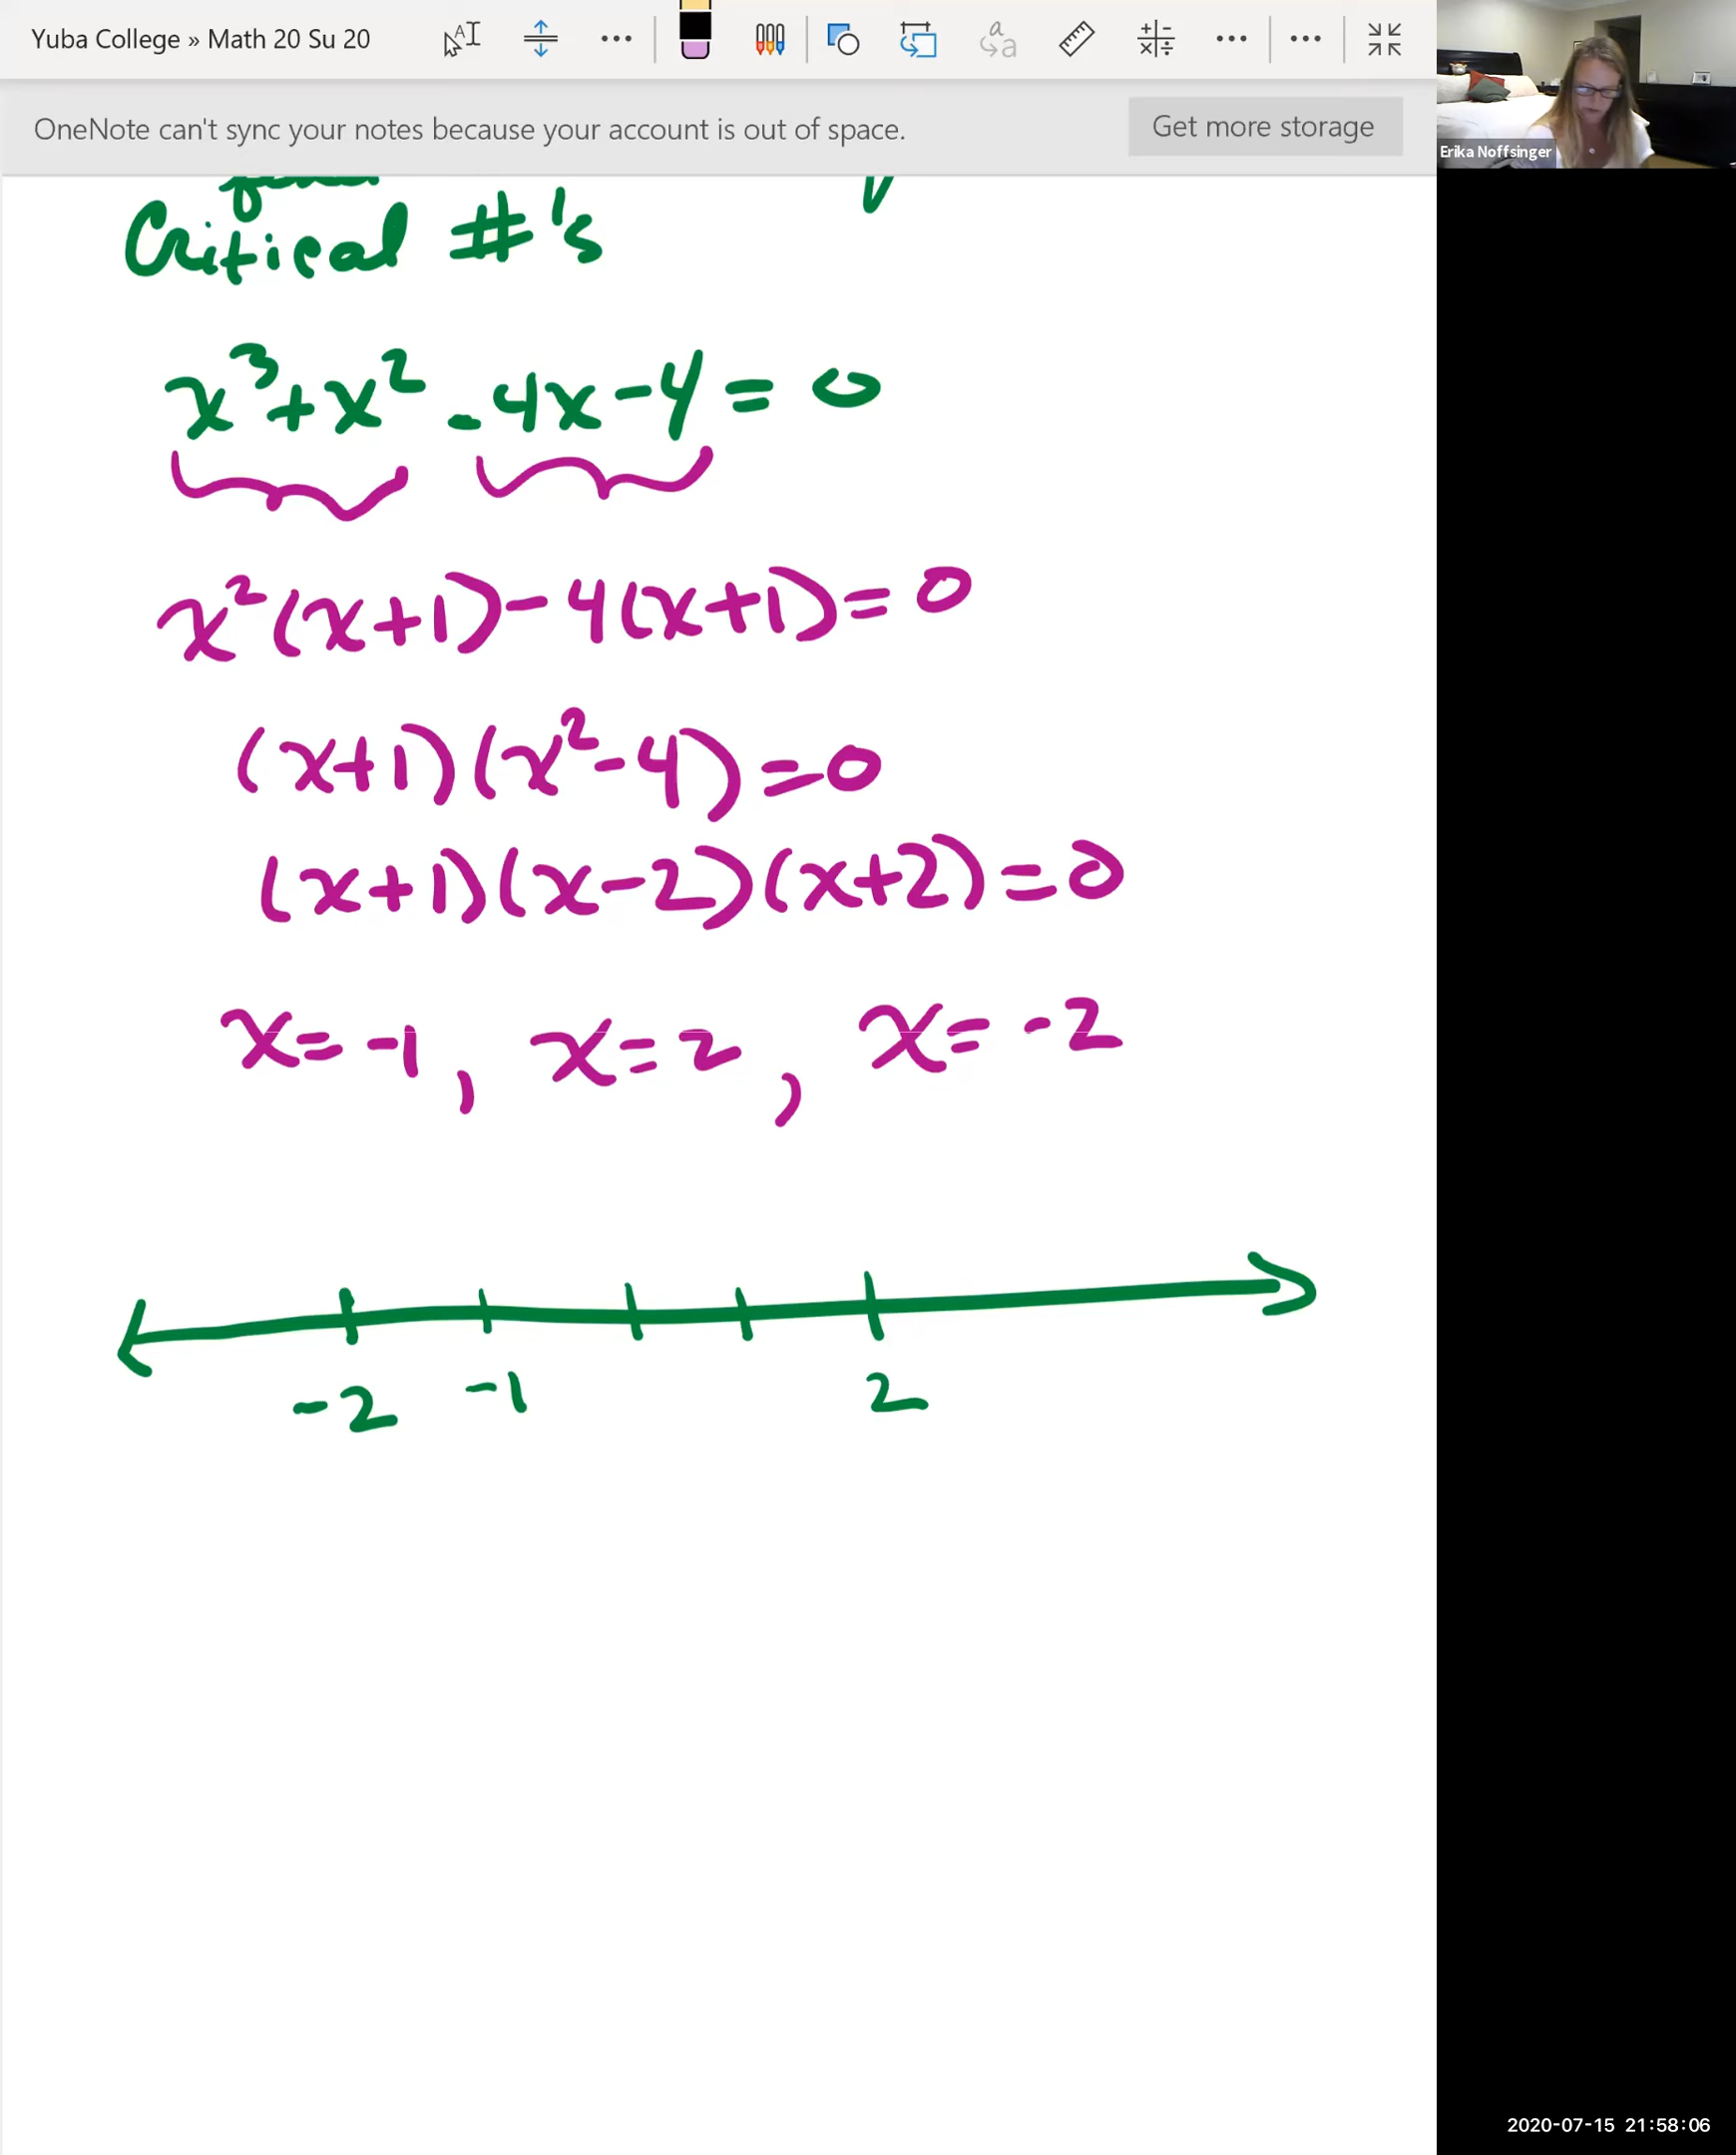 Yuba College » Math 20 Su 20
OneNote can't sync your notes because your account is out of space.
Get more storage
Erika Noffsinger
Critical #'s
x³+x²-4x-4=0
x²(x+1)-4(x+1)=0
(x+1)(x²-4)=0
(x+1)(x-2)(x+2)=0
x=-1, x=2, x=-2
-2 -1 2
2020-07-15 21:58:06